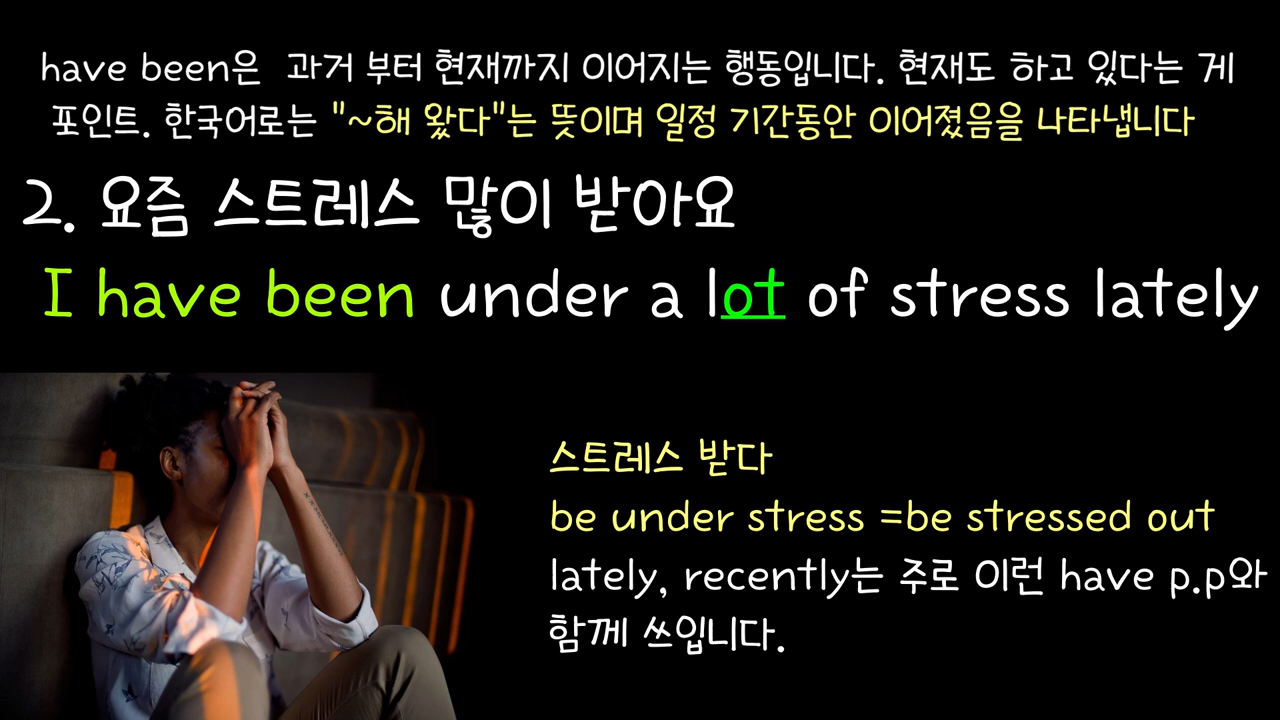 have been은 과거 부터 현재까지 이어지는 행동입니다. 현재도 하고 있다는 게
포인트. 한국어로는 "~해 왔다"는 뜻이며 일정 기간동안 이어졌음을 나타냅니다
2. 요즘 스트레스 많이 받아요
I have been under a lot of stress lately
스트레스 받다
be under stress =be stressed out
lately, recently는 주로 이런 have p.p와
함께 쓰입니다.